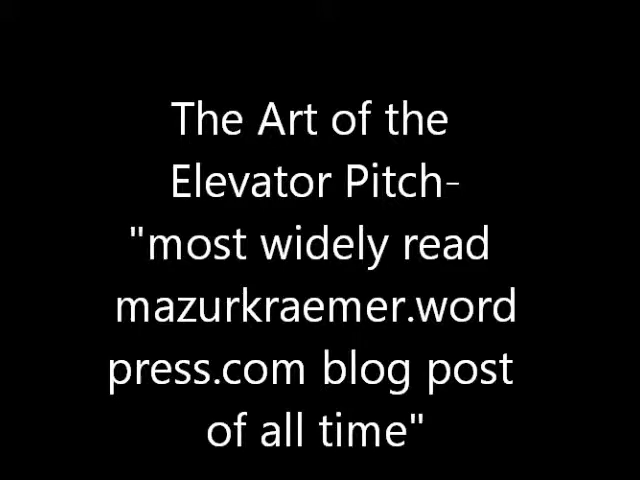 The Art of the
Elevator Pitch-
"most widely read
mazurkraemer.word
press.com blog post
of all time"